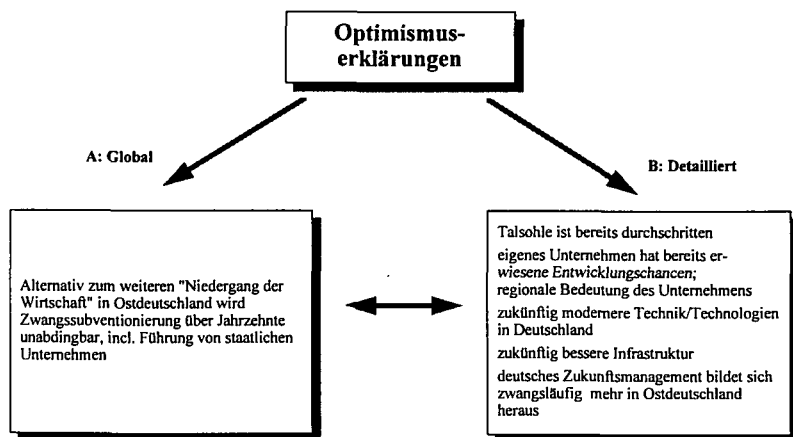 Optimismus-
erklärungen
A: Global
B: Detailliert
Alternativ zum weiteren "Niedergang der
Wirtschaft" in Ostdeutschland wird
Zwangssubventionierung über Jahrzehnte
unabdingbar, incl. Führung von staatlichen
Unternehmen
Talsohle ist bereits durchschritten
eigenes Unternehmen hat bereits er-
wiesene Entwicklungschancen;
regionale Bedeutung des Unternehmens
zukünftig modernere Technik/Technologien
in Deutschland
zukünftig bessere Infrastruktur
deutsches Zukunftsmanagement bildet sich
zwangsläufig mehr in Ostdeutschland
heraus